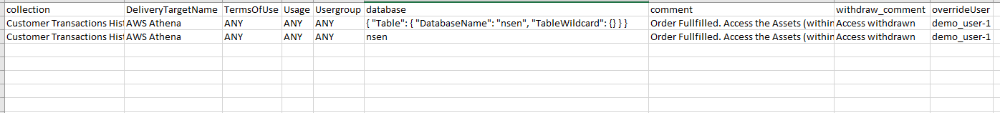 collection DeliveryTargetName TermsOfUse Usage Usergroup database comment withdraw_comment overrideUser
Customer Transactions Hist AWS Athena ANY ANY ANY { "Table": { "DatabaseName": "nsen", "TableWildcard": {} } } Order Fullfilled. Access the Assets (within Access withdrawn demo_user-1
Customer Transactions Hist AWS Athena ANY ANY ANY nsen Order Fullfilled. Access the Assets (within Access withdrawn demo_user-1